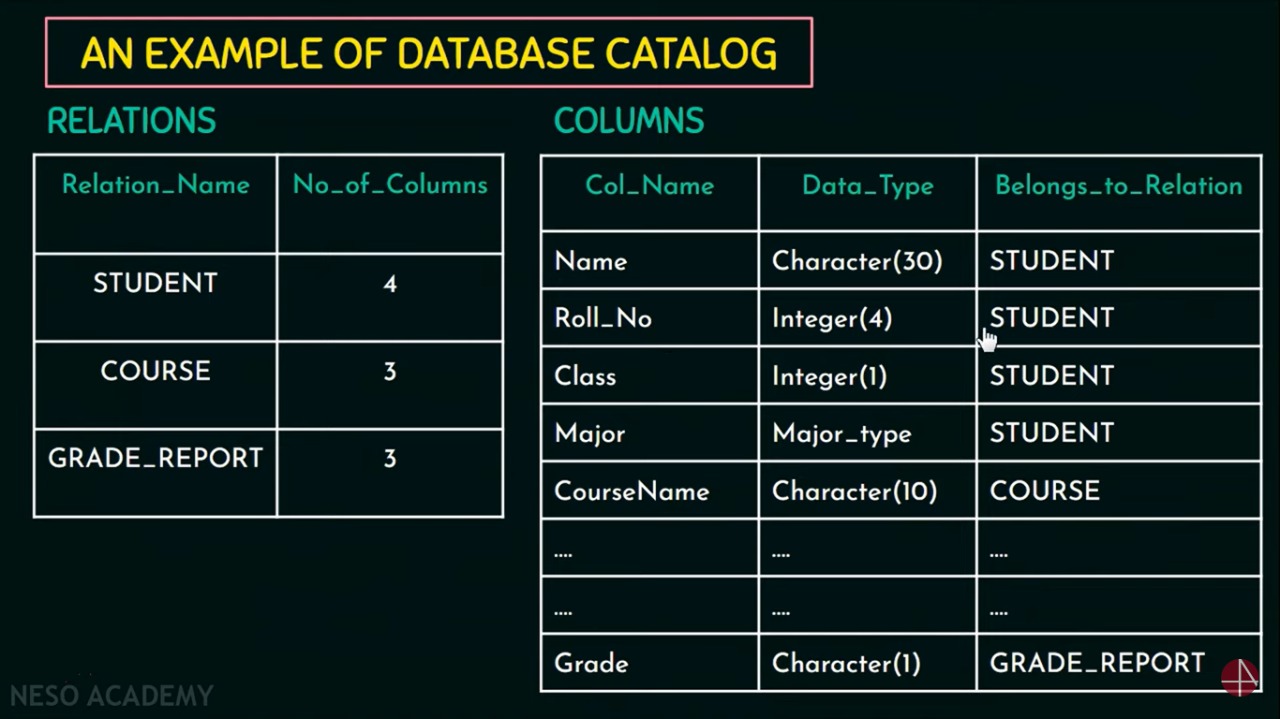 AN EXAMPLE OF DATABASE CATALOG
RELATIONS
Relation_Name No_of_Columns
STUDENT 4
COURSE 3
GRADE_REPORT 3
COLUMNS
Col_Name Data_Type Belongs_to_Relation
Name Character(30) STUDENT
Roll_No Integer(4) STUDENT
Class Integer(1) STUDENT
Major Major_type STUDENT
CourseName Character(10) COURSE
.... .... ....
.... .... ....
Grade Character(1) GRADE_REPORT
NESO ACADEMY